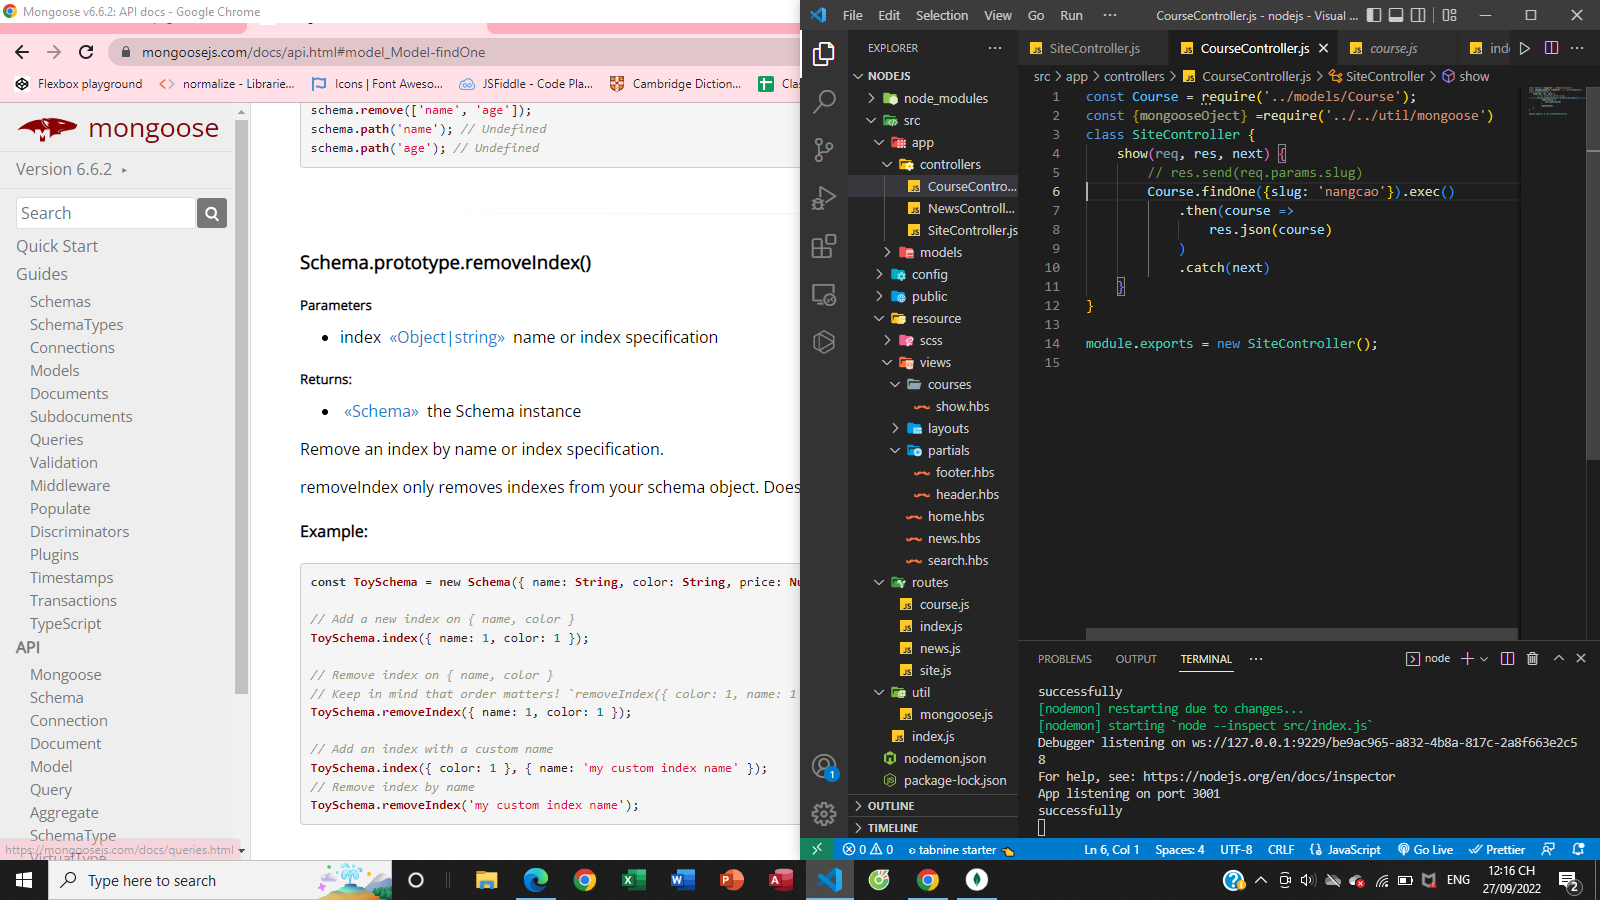 Mongoose v6.6.2: API docs - Google Chrome
mongoosejs.com/docs/api.html#model_Model-findOne
Flexbox playground
normalize - Librarie...
Icons | Font Aweso...
JSFiddle - Code Pla...
Cambridge Diction...
mongoose
Version 6.6.2
Search
Quick Start
Guides
Schemas
SchemaTypes
Connections
Models
Documents
Subdocuments
Queries
Validation
Middleware
Populate
Discriminators
Plugins
Timestamps
Transactions
TypeScript
API
Mongoose
Schema
Connection
Document
Model
Query
Aggregate
SchemaType
VirtualType
https://mongoosejs.com/docs/queries.html
schema.remove(['name', 'age']);
schema.path('name'); // Undefined
schema.path('age'); // Undefined
Schema.prototype.removeIndex()
Parameters
index «Object|string» name or index specification
Returns:
«Schema» the Schema instance
Remove an index by name or index specification.
removeIndex only removes indexes from your schema object. Does
Example:
const ToySchema = new Schema({ name: String, color: String, price: Nu
// Add a new index on { name, color }
ToySchema.index({ name: 1, color: 1 });
// Remove index on { name, color }
// Keep in mind that order matters! `removeIndex({ color: 1, name: 1
ToySchema.removeIndex({ name: 1, color: 1 });
// Add an index with a custom name
ToySchema.index({ color: 1 }, { name: 'my custom index name' });
// Remove index by name
ToySchema.removeIndex('my custom index name');
File Edit Selection View Go Run ···
CourseController.js - nodejs - Visual ...
EXPLORER ···
NODEJS
node_modules
src
app
controllers
CourseContro...
NewsControll...
SiteController.js
models
config
public
resource
scss
views
courses
show.hbs
layouts
partials
footer.hbs
header.hbs
home.hbs
news.hbs
search.hbs
routes
course.js
index.js
news.js
site.js
util
mongoose.js
index.js
nodemon.json
package-lock.json
OUTLINE
TIMELINE
1
SiteController.js
CourseController.js
course.js
src > app > controllers > CourseController.js > SiteController > show
1 const Course = require('../models/Course');
2 const {mongooseOject} =require('../../util/mongoose')
3 class SiteController {
4 show(req, res, next) {
5 // res.send(req.params.slug)
6 Course.findOne({slug: 'nangcao'}).exec()
7 .then(course =>
8 res.json(course)
9 )
10 .catch(next)
11 }
12 }
13
14 module.exports = new SiteController();
15
PROBLEMS OUTPUT TERMINAL ···
node
successfully
[nodemon] restarting due to changes...
[nodemon] starting `node --inspect src/index.js`
Debugger listening on ws://127.0.0.1:9229/be9ac965-a832-4b8a-817c-2a8f663e2c5
8
For help, see: https://nodejs.org/en/docs/inspector
App listening on port 3001
successfully
0 0 tabnine starter
Ln 6, Col 1 Spaces: 4 UTF-8 CRLF JavaScript Go Live Prettier
Type here to search
ENG
12:16 CH
27/09/2022
2